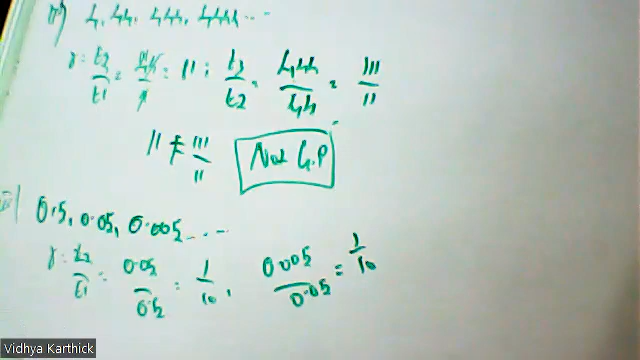 ii) 4, 44, 444, 4444...
r = t2/t1 = 44/4 = 11 ; t3/t2 = 444/44 = 111/11
11 ≠ 111/11 Not G.P
iii) 0.5, 0.05, 0.005...
r = t2/t1 = 0.05/0.5 = 1/10, 0.005/0.05 = 1/10
Vidhya Karthick